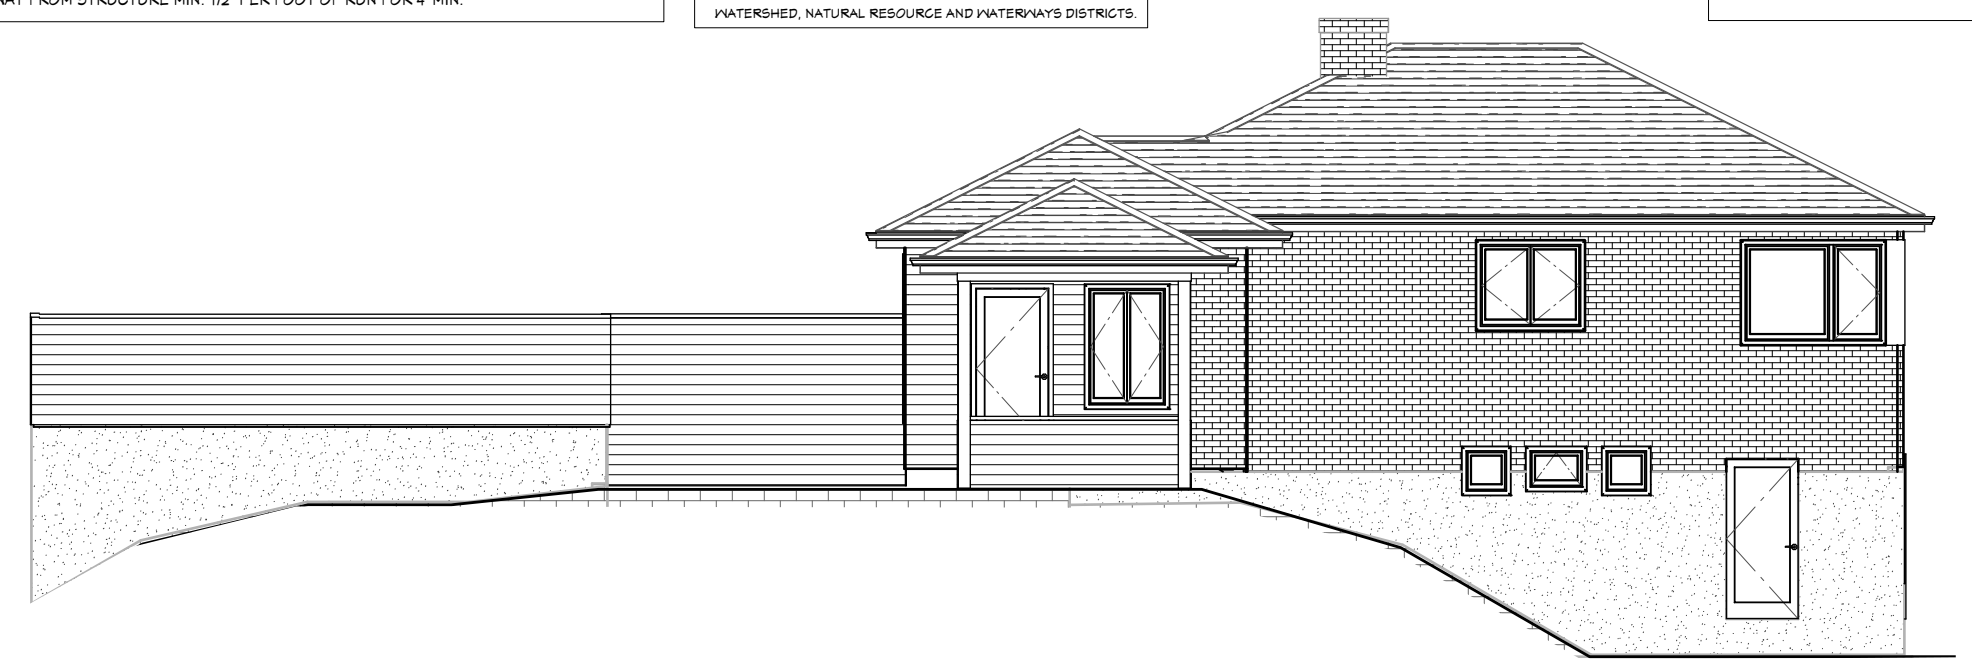 FROM STRUCTURE MIN. 1/2" PER FOOT OF RUN FOR 4' MIN.
WATERSHED, NATURAL RESOURCE AND WATERWAYS DISTRICTS.